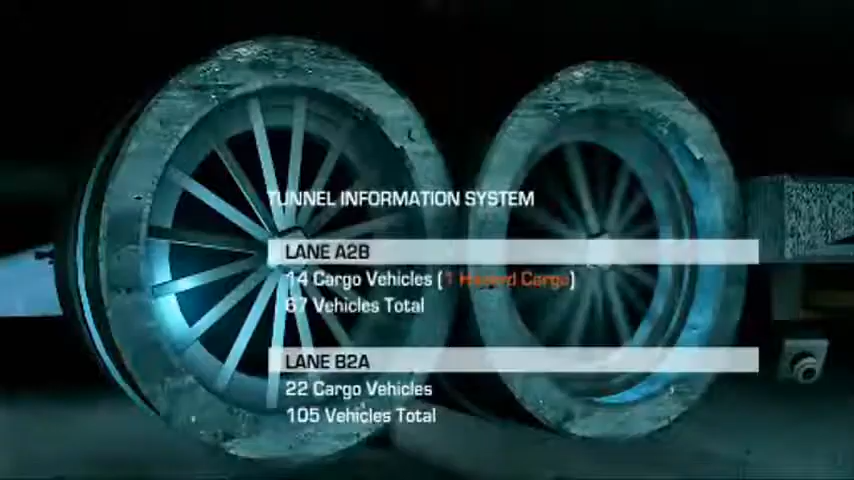 TUNNEL INFORMATION SYSTEM
LANE A2B
14 Cargo Vehicles (1 Hazard Cargo)
67 Vehicles Total
LANE B2A
22 Cargo Vehicles
105 Vehicles Total